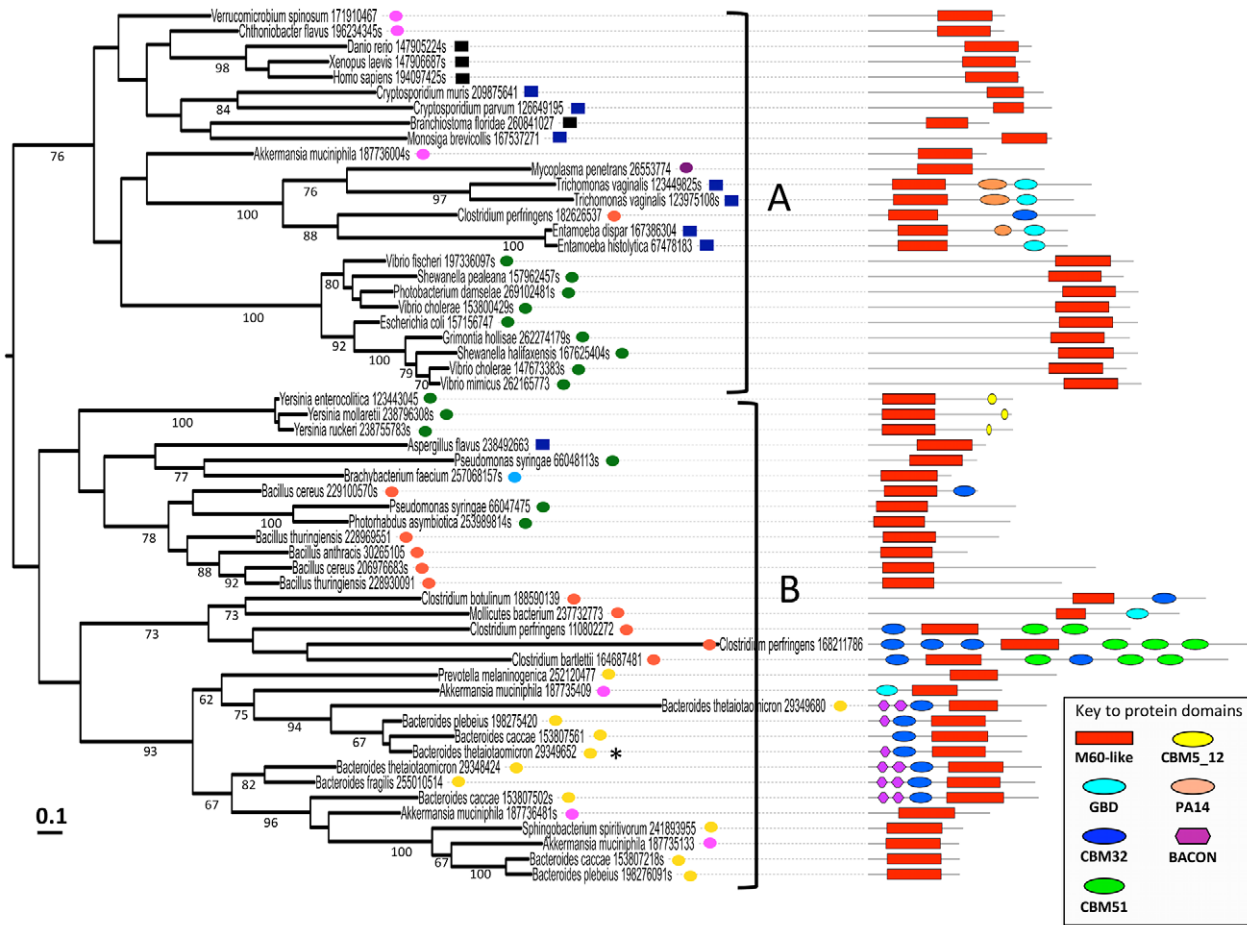 Verrucomicrobium spinosum 171910467
Chthoniobacter flavus 196234345s
Danio rerio 147905224s
Xenopus laevis 147906687s
98
Homo sapiens 194097425s
Cryptosporidium muris 209875641
84
Cryptosporidium parvum 126649195
Branchiostoma floridae 260841027
Monosiga brevicollis 167537271
76
Akkermansia muciniphila 187736004s
Mycoplasma penetrans 26553774
76
Trichomonas vaginalis 123449825s
97
Trichomonas vaginalis 123975108s
A
100
Clostridium perfringens 182626537
88
Entamoeba dispar 167386304
100
Entamoeba histolytica 67478183
Vibrio fischeri 197336097s
80
Shewanella pealeana 157962457s
Photobacterium damselae 269102481s
Vibrio cholerae 153800429s
100
Escherichia coli 157156747
92
Grimontia hollisae 262274179s
100
Shewanella halifaxensis 167625404s
79
Vibrio cholerae 147673383s
70
Vibrio mimicus 262165773
Yersinia enterocolitica 123443045
100
Yersinia mollaretii 238796308s
Yersinia ruckeri 238755783s
Aspergillus flavus 238492663
Pseudomonas syringae 66048113s
77
Brachybacterium faecium 257068157s
Bacillus cereus 229100570s
Pseudomonas syringae 66047475
100
Photorhabdus asymbiotica 253989814s
78
Bacillus thuringiensis 228969551
Bacillus anthracis 30265105
88
Bacillus cereus 206976683s
92
Bacillus thuringiensis 228930091
B
Clostridium botulinum 188590139
73
Mollicutes bacterium 237732773
73
Clostridium perfringens 110802272
Clostridium perfringens 168211786
Clostridium bartlettii 164687481
Prevotella melaninogenica 252120477
62
Akkermansia muciniphila 187735409
75
Bacteroides thetaiotaomicron 29349680
94
Bacteroides plebeius 198275420
Bacteroides caccae 153807561
67
Bacteroides thetaiotaomicron 29349652 *
93
Bacteroides thetaiotaomicron 29348424
82
Bacteroides fragilis 255010514
67
Bacteroides caccae 153807502s
96
Akkermansia muciniphila 187736481s
Sphingobacterium spiritivorum 241893955
100
Akkermansia muciniphila 187735133
67
Bacteroides caccae 153807218s
100
Bacteroides plebeius 198276091s
0.1
Key to protein domains
M60-like
CBM5_12
GBD
PA14
CBM32
BACON
CBM51